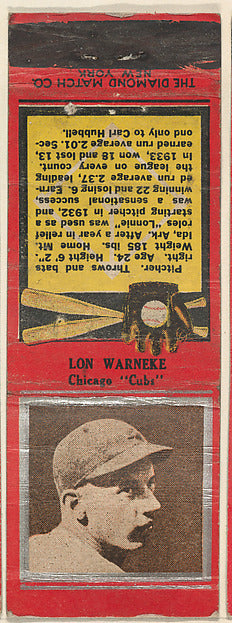 LON WARNEKE
Chicago "Cubs"
Pitcher. Throws and bats
right. Age, 24. Height 6' 2".
Weight 185 lbs. Home Mt.
Ida, Ark. After a year in relief
roles, "Lonnie" was used as a
starting pitcher in 1932, and
was a sensational success,
winning 22 and losing 6. Earn-
ed run average 2.37, leading
the league on every count.
In 1933, won 18 and lost 13,
earned run average 2.01, sec-
ond only to Carl Hubbell.
THE DIAMOND MATCH CO.
NEW YORK